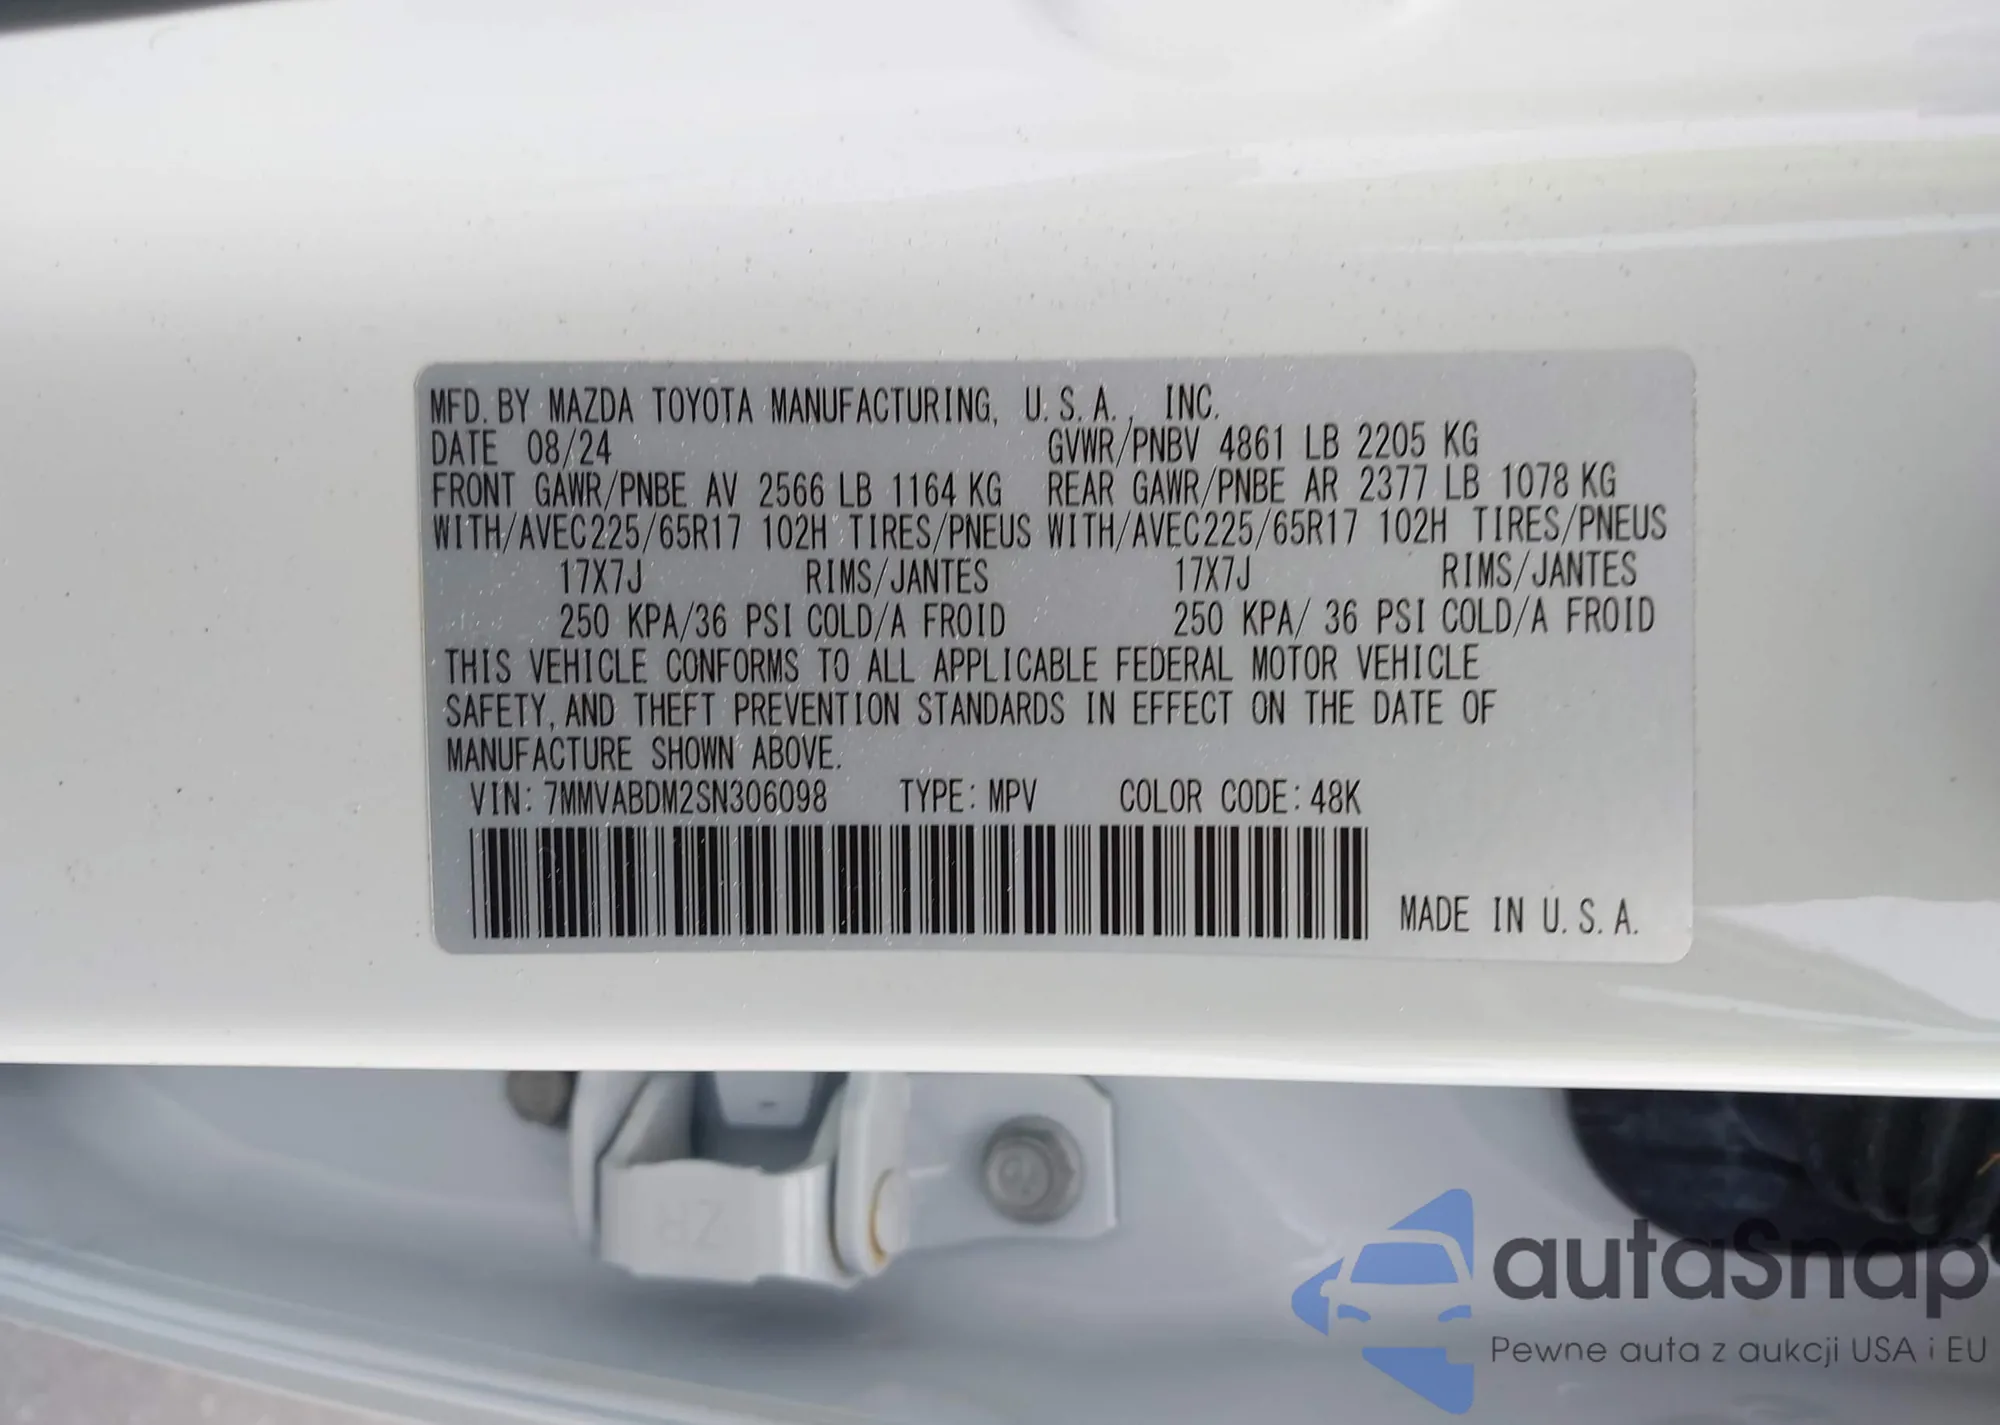 MFD. BY MAZDA TOYOTA MANUFACTURING, U.S.A., INC.
DATE 08/24 GVWR/PNBV 4861 LB 2205 KG
FRONT GAWR/PNBE AV 2566 LB 1164 KG REAR GAWR/PNBE AR 2377 LB 1078 KG
WITH/AVEC225/65R17 102H TIRES/PNEUS WITH/AVEC225/65R17 102H TIRES/PNEUS
17X7J RIMS/JANTES 17X7J RIMS/JANTES
250 KPA/36 PSI COLD/A FROID 250 KPA/ 36 PSI COLD/A FROID
THIS VEHICLE CONFORMS TO ALL APPLICABLE FEDERAL MOTOR VEHICLE
SAFETY, AND THEFT PREVENTION STANDARDS IN EFFECT ON THE DATE OF
MANUFACTURE SHOWN ABOVE.
VIN: 7MMVABDM2SN306098 TYPE: MPV COLOR CODE: 48K
MADE IN U.S.A.
ZR
autaSnap
Pewne auta z aukcji USA i EU